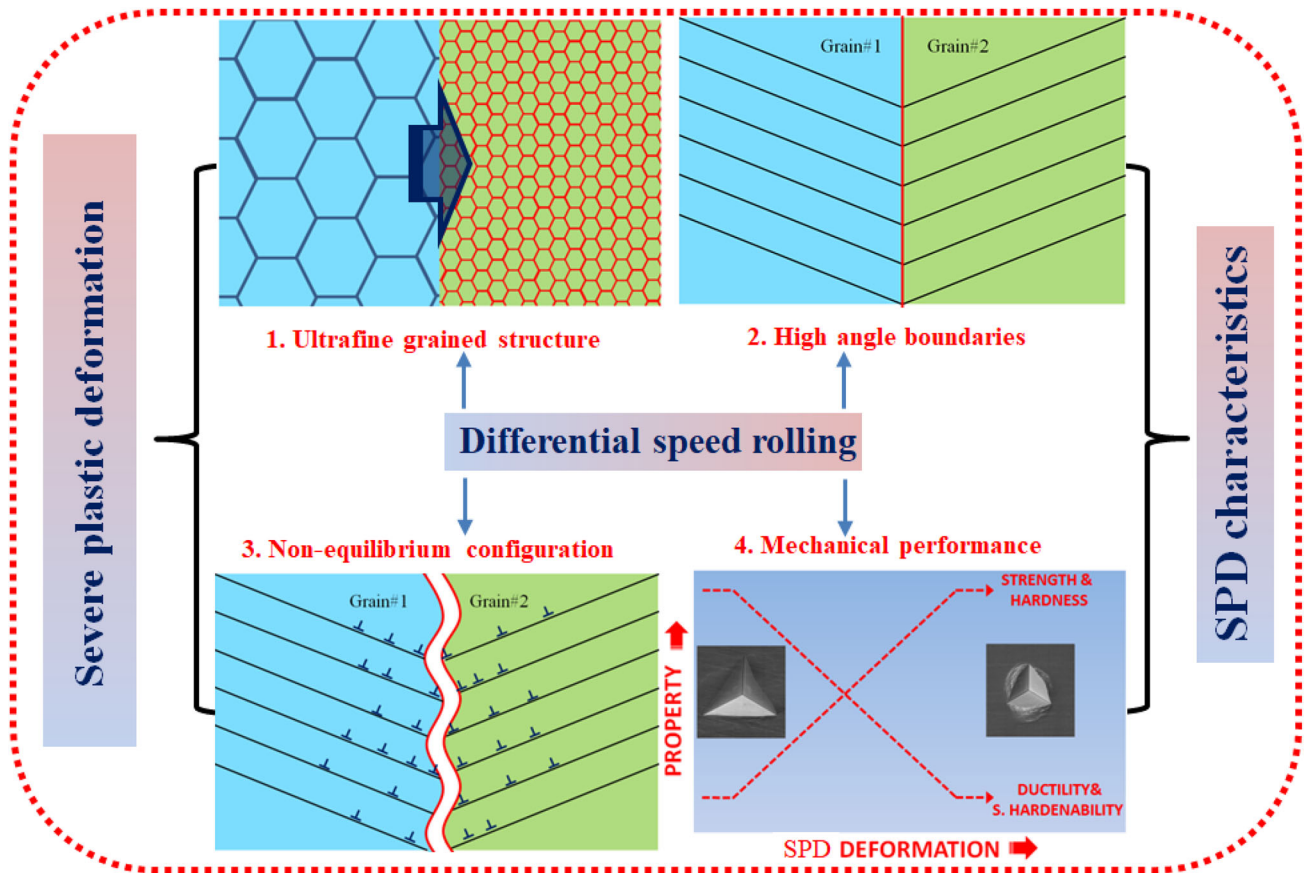 Severe plastic deformation
Grain#1
Grain#2
1. Ultrafine grained structure
2. High angle boundaries
Differential speed rolling
SPD characteristics
3. Non-equilibrium configuration
4. Mechanical performance
Grain#1
Grain#2
PROPERTY
STRENGTH &
HARDNESS
DUCTILITY&
S. HARDENABILITY
SPD DEFORMATION